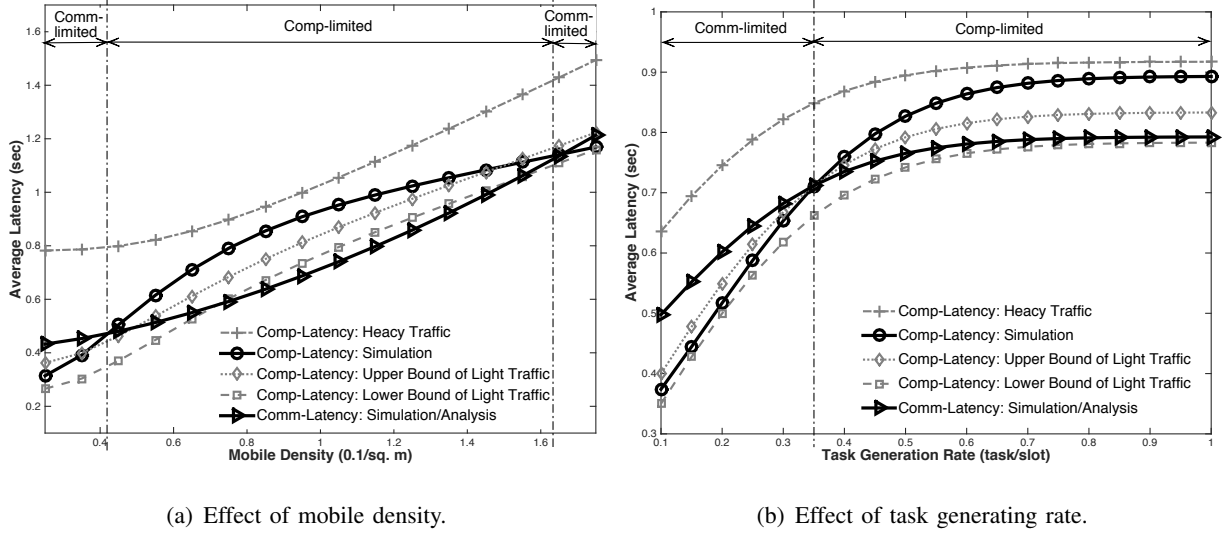 Comm-
limited
Comp-limited
Comm-
limited
1.6
1.4
1.2
1
0.8
0.6
0.4
0.2
Average Latency (sec)
Comp-Latency: Heacy Traffic
Comp-Latency: Simulation
Comp-Latency: Upper Bound of Light Traffic
Comp-Latency: Lower Bound of Light Traffic
Comm-Latency: Simulation/Analysis
0.4 0.6 0.8 1 1.2 1.4 1.6
Mobile Density (0.1/sq. m)
(a) Effect of mobile density.
Comm-limited
Comp-limited
1
0.9
0.8
0.7
0.6
0.5
0.4
0.3
Average Latency (sec)
Comp-Latency: Heavy Traffic
Comp-Latency: Simulation
Comp-Latency: Upper Bound of Light Traffic
Comp-Latency: Lower Bound of Light Traffic
Comm-Latency: Simulation/Analysis
0.1 0.2 0.3 0.4 0.5 0.6 0.7 0.8 0.9 1
Task Generation Rate (task/slot)
(b) Effect of task generating rate.